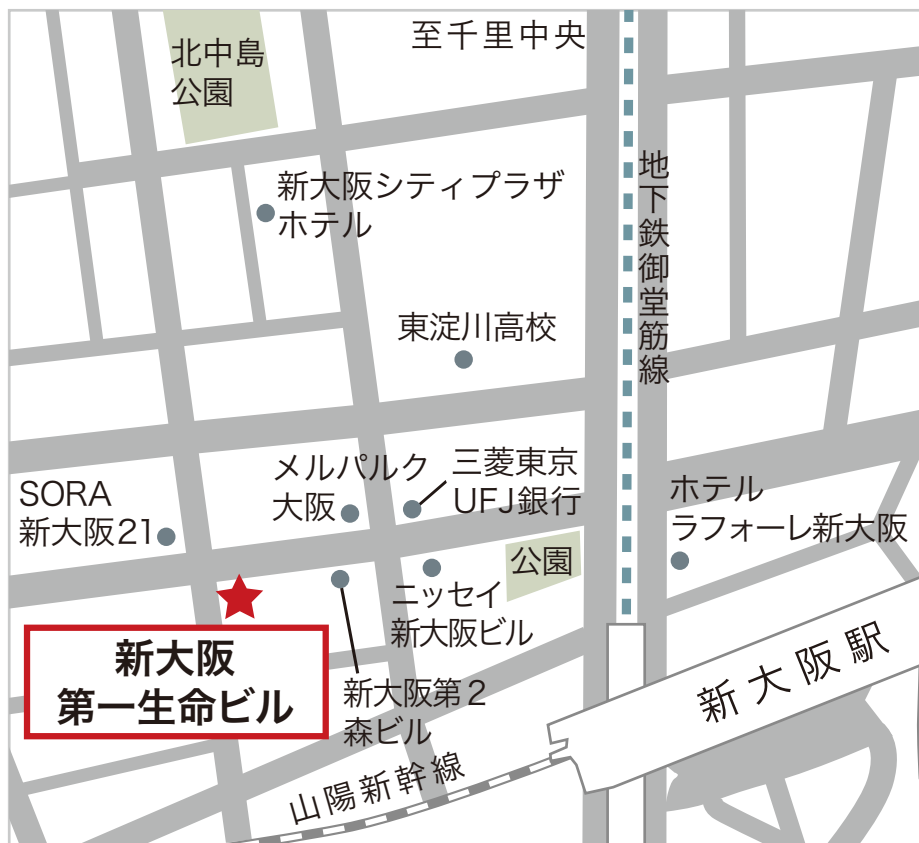 北中島
公園
至千里中央
地下鉄御堂筋線
新大阪シティプラザ
ホテル
東淀川高校
メルパルク
大阪
三菱東京
UFJ銀行
SORA
新大阪21
ホテル
ラフォーレ新大阪
公園
ニッセイ
新大阪ビル
新大阪
第一生命ビル
新大阪第2
森ビル
新大阪駅
山陽新幹線